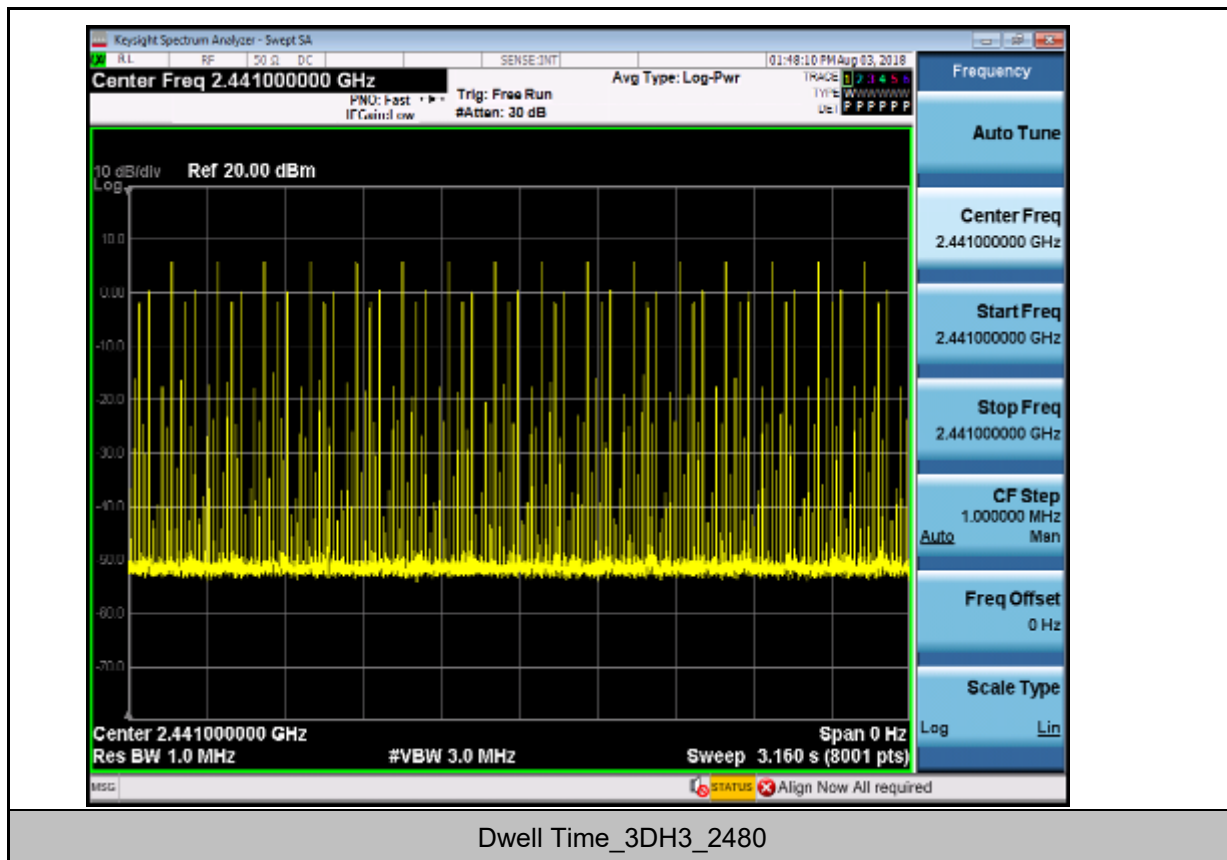 Keysight Spectrum Analyzer - Swept SA
RL RF 50 Ω DC SENSE:INT 01:48:10 PM Aug 03, 2018
Center Freq 2.441000000 GHz Avg Type: Log-Pwr TRACE 1 2 3 4 5 6
PNO: Fast Trig: Free Run TYPE WWWWWW
IFGain:Low #Atten: 30 dB DET P P P P P P
10 dB/div Ref 20.00 dBm
Log
10.0
0.00
-10.0
-20.0
-30.0
-40.0
-50.0
-60.0
-70.0
Center 2.441000000 GHz Span 0 Hz
Res BW 1.0 MHz #VBW 3.0 MHz Sweep 3.160 s (8001 pts)
MSG STATUS Align Now All required
Frequency
Auto Tune
Center Freq
2.441000000 GHz
Start Freq
2.441000000 GHz
Stop Freq
2.441000000 GHz
CF Step
1.000000 MHz
Auto Man
Freq Offset
0 Hz
Scale Type
Log Lin
Dwell Time_3DH3_2480